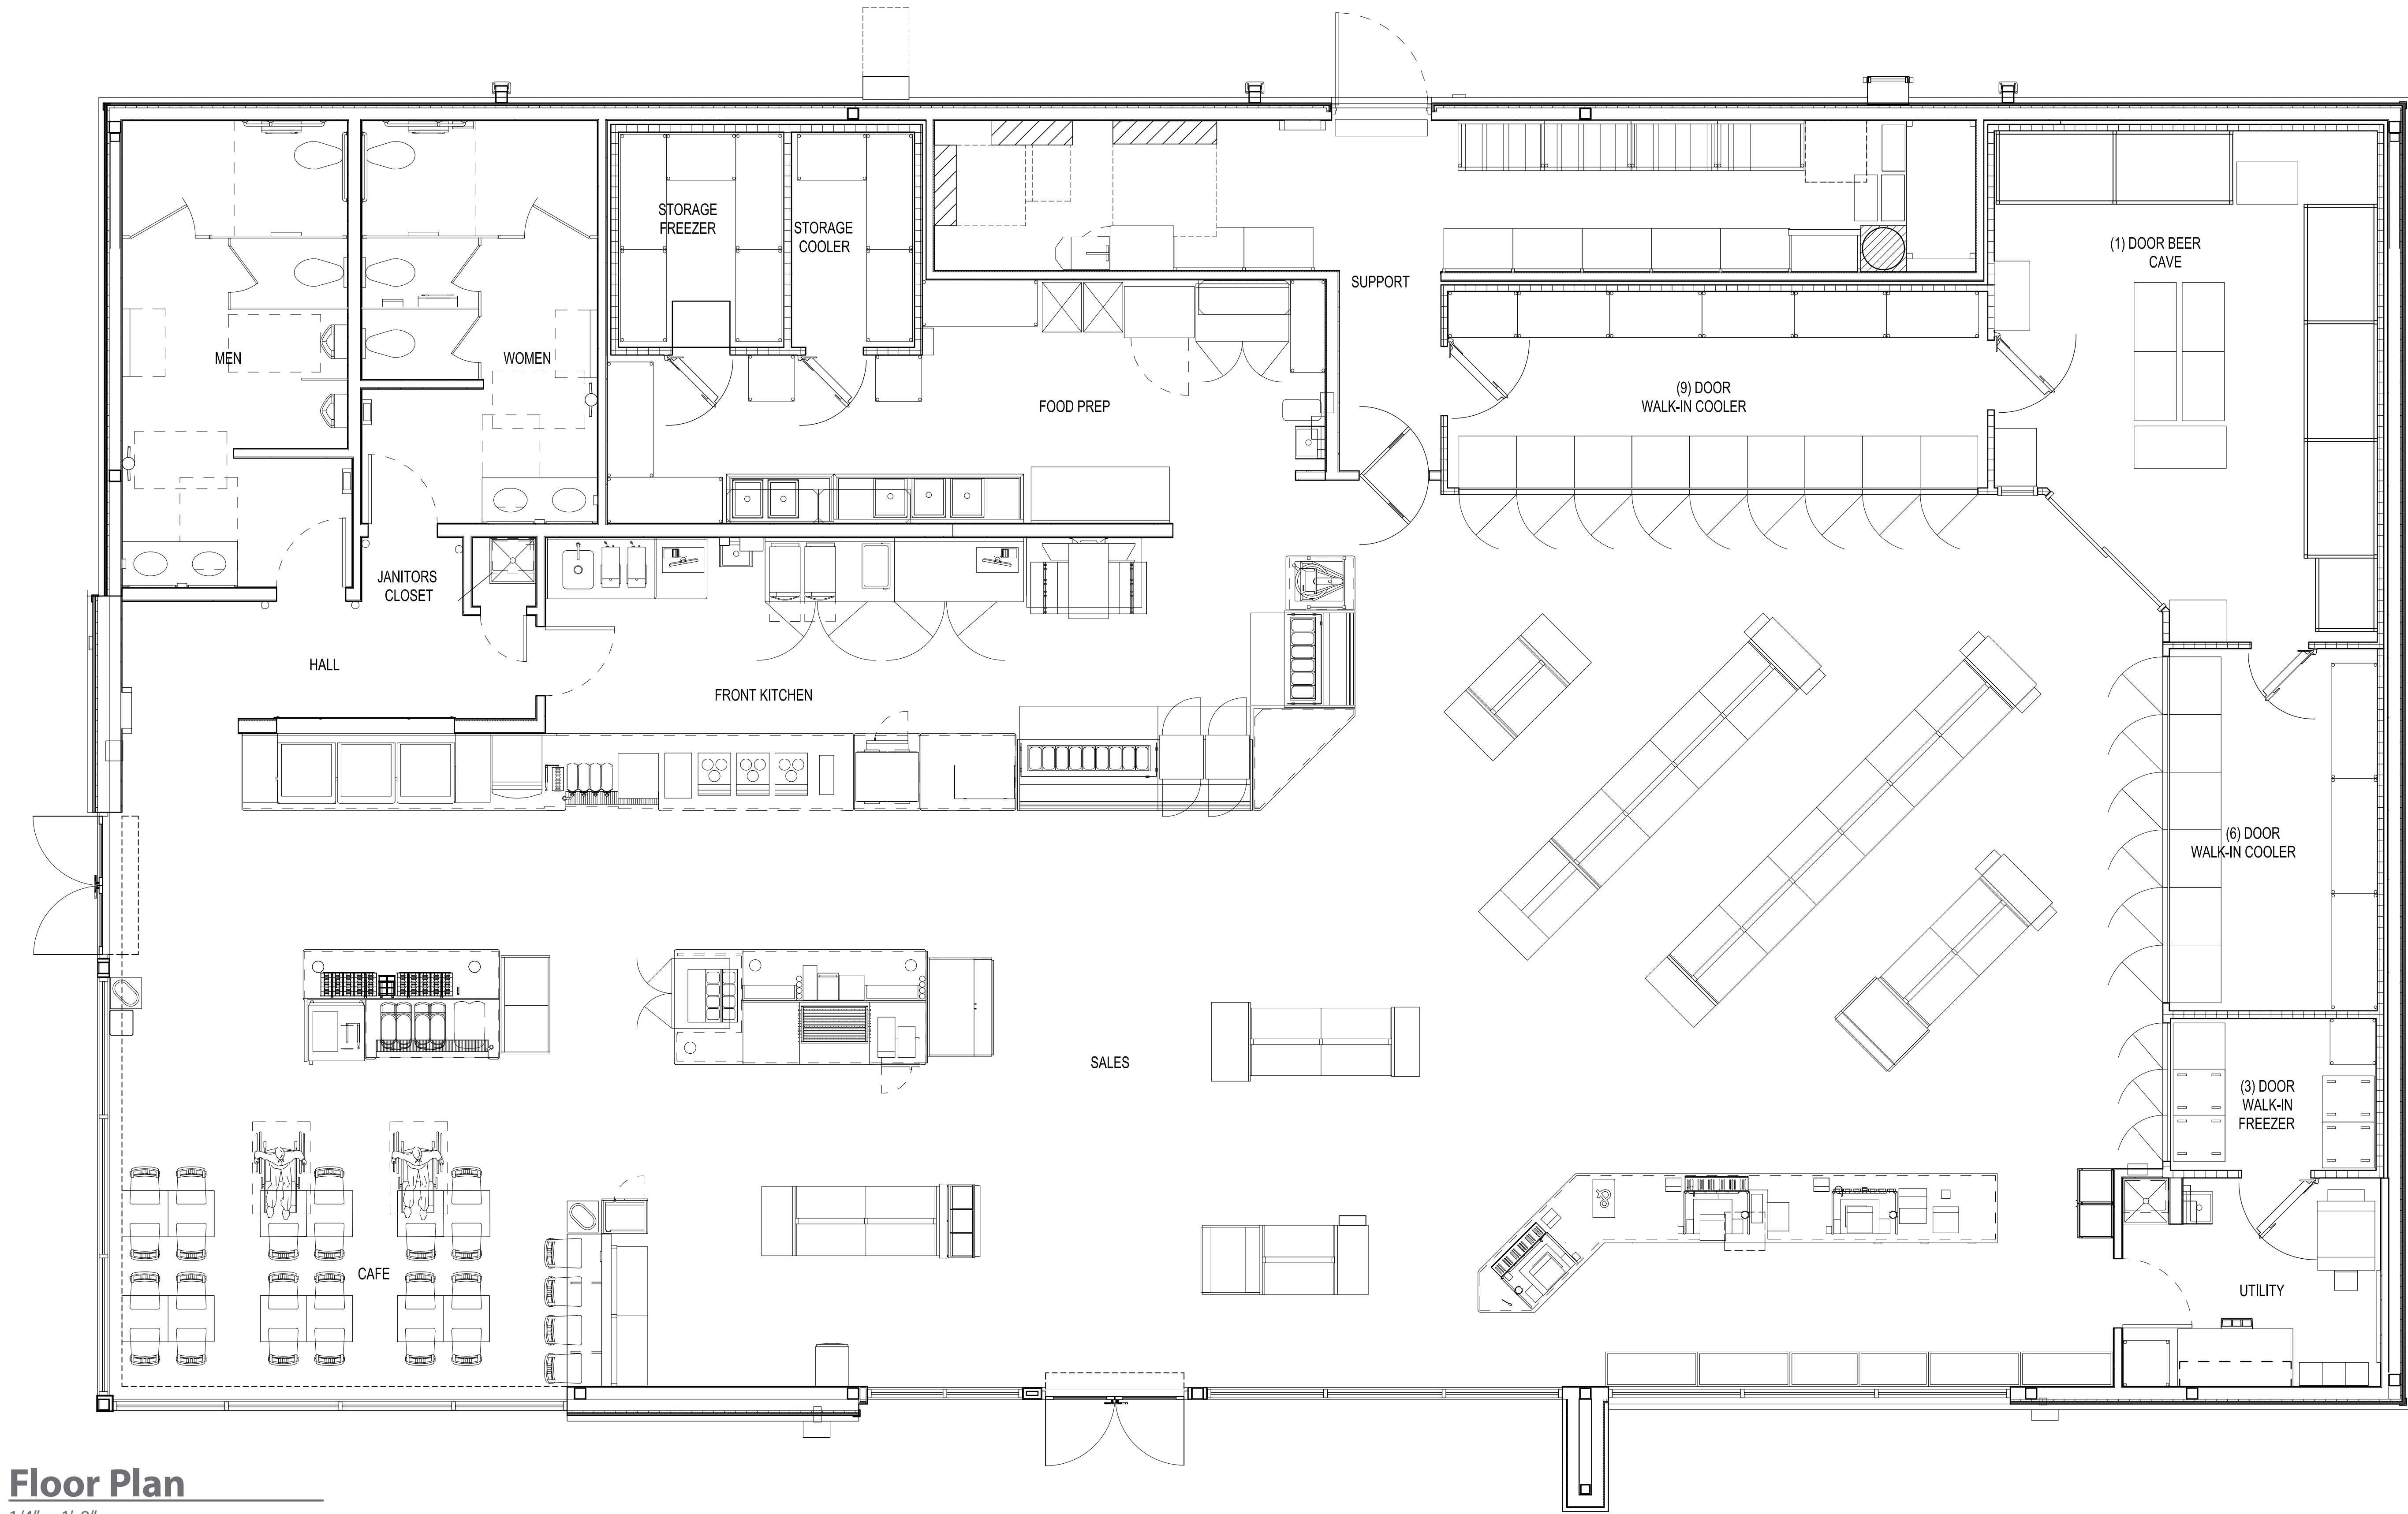 STORAGE
FREEZER
STORAGE
COOLER
(1) DOOR BEER
CAVE
SUPPORT
MEN
WOMEN
FOOD PREP
(9) DOOR
WALK-IN COOLER
JANITORS
CLOSET
HALL
FRONT KITCHEN
(6) DOOR
WALK-IN COOLER
SALES
(3) DOOR
WALK-IN
FREEZER
CAFE
UTILITY
Floor Plan